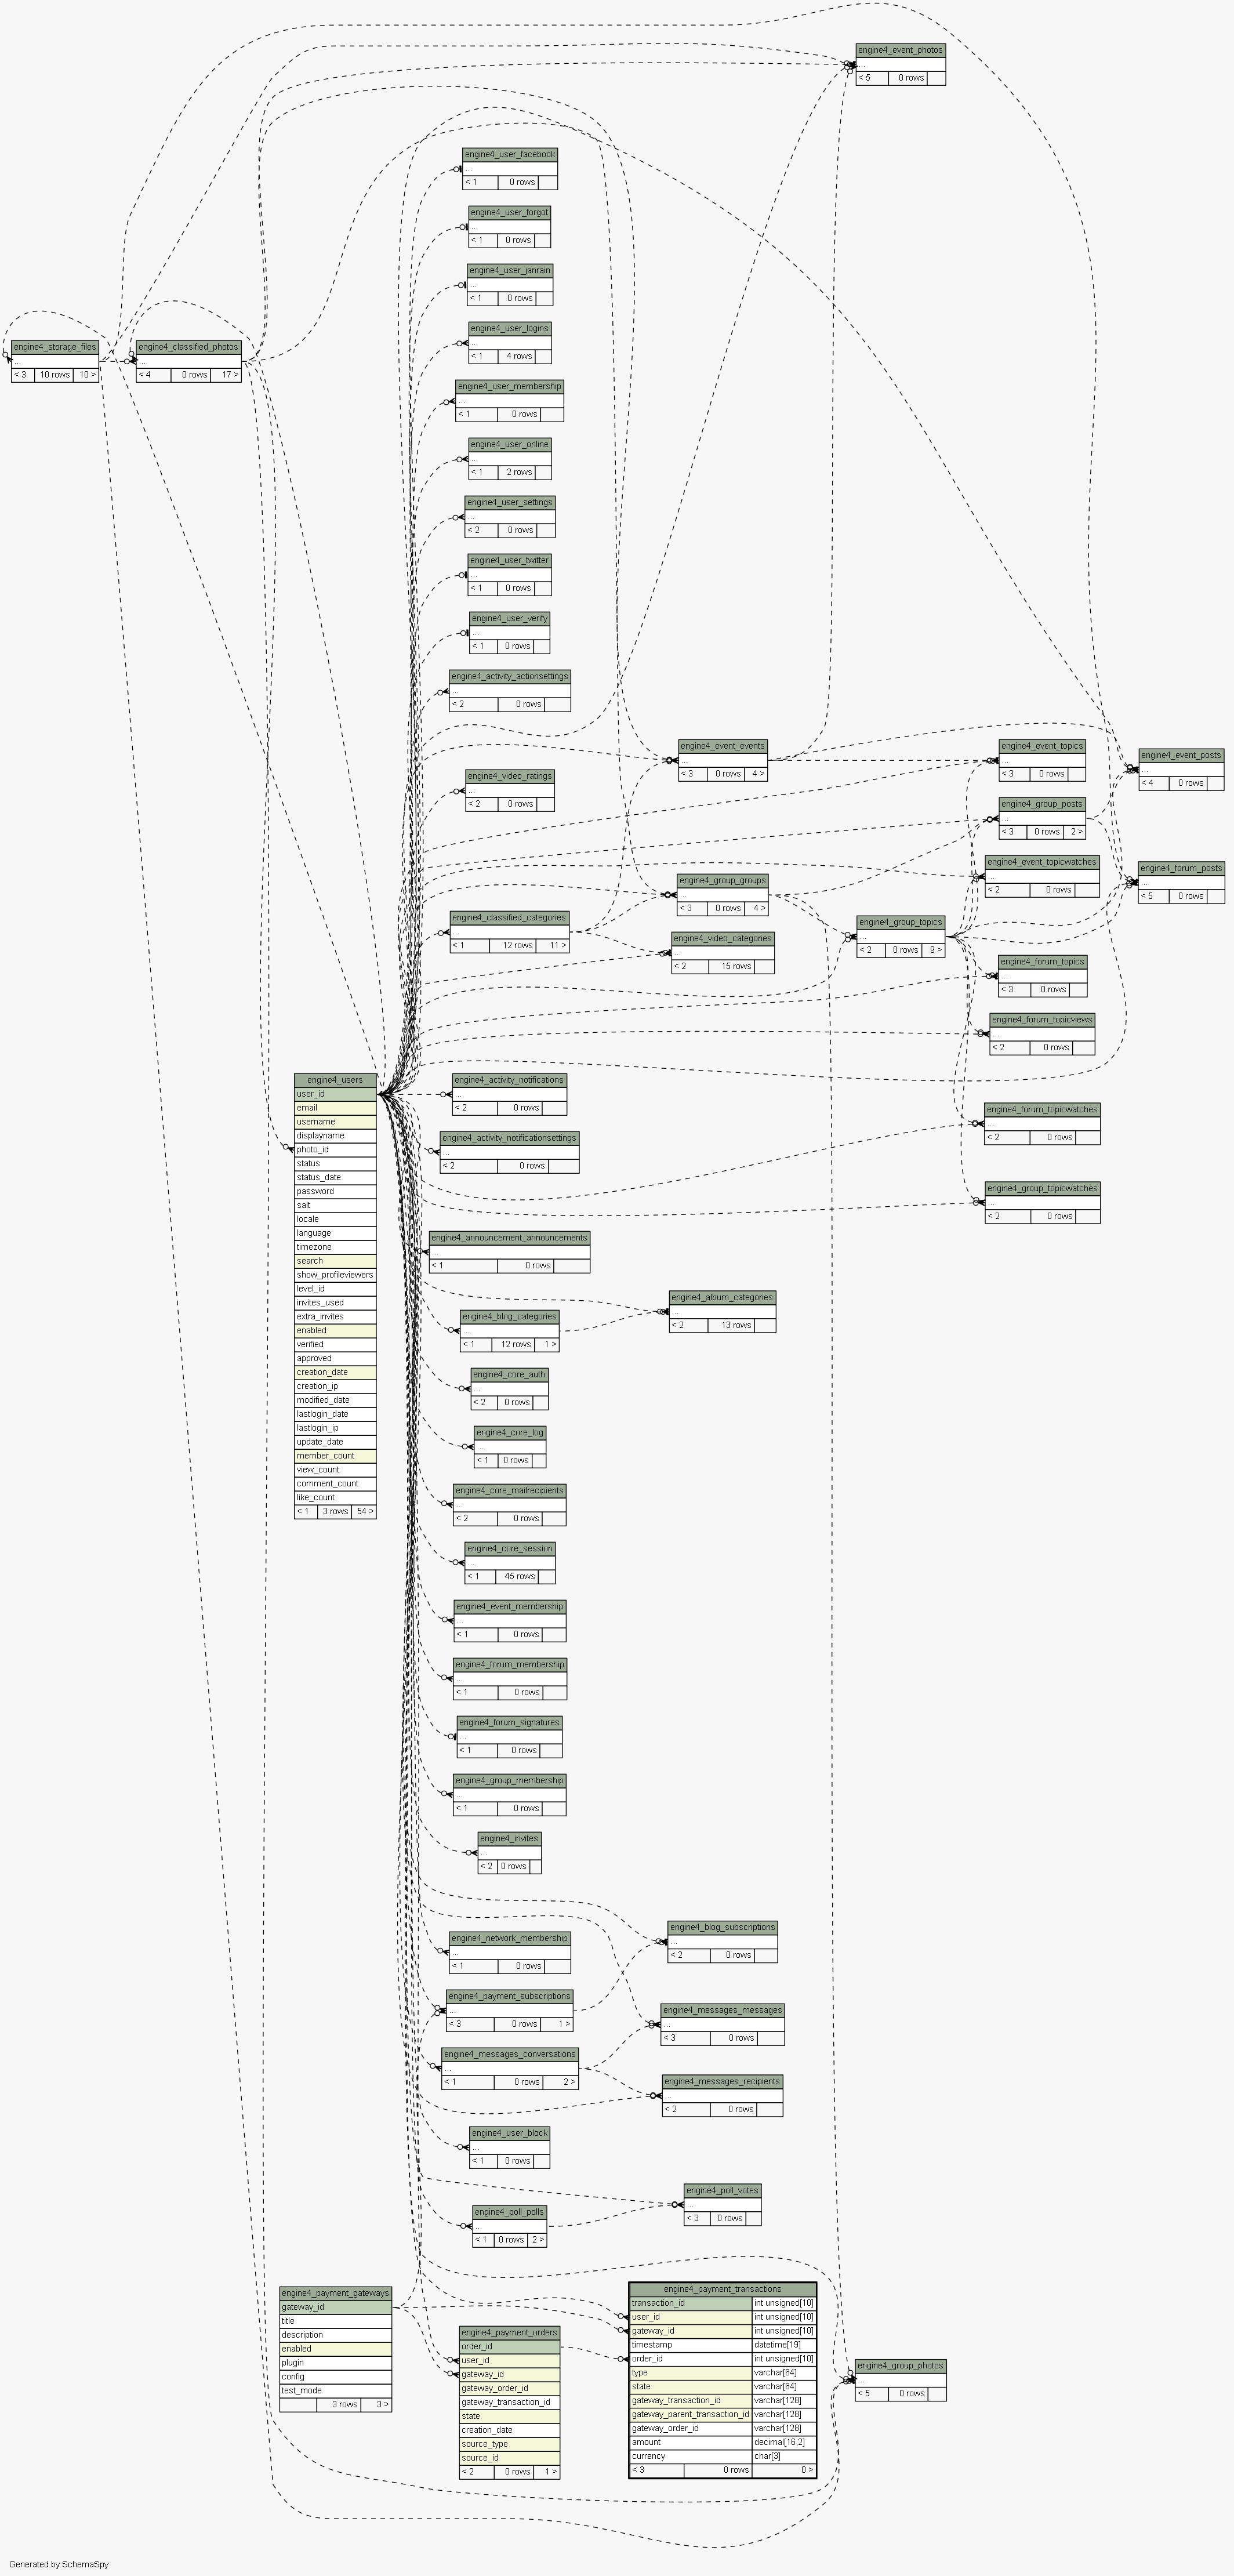 engine4_event_photos
...
< 5 0 rows
engine4_user_facebook
...
< 1 0 rows
engine4_user_forgot
...
< 1 0 rows
engine4_user_janrain
...
< 1 0 rows
engine4_user_logins
...
< 1 4 rows
engine4_storage_files
...
< 3 10 rows 10 >
engine4_classified_photos
...
< 4 0 rows 17 >
engine4_user_membership
...
< 1 0 rows
engine4_user_online
...
< 1 2 rows
engine4_user_settings
...
< 2 0 rows
engine4_user_twitter
...
< 1 0 rows
engine4_user_verify
...
< 1 0 rows
engine4_activity_actionsettings
...
< 2 0 rows
engine4_event_events
...
< 3 0 rows 4 >
engine4_event_topics
...
< 3 0 rows
engine4_event_posts
...
< 4 0 rows
engine4_video_ratings
...
< 2 0 rows
engine4_group_posts
...
< 3 0 rows 2 >
engine4_event_topicwatches
...
< 2 0 rows
engine4_forum_posts
...
< 5 0 rows
engine4_group_groups
...
< 3 0 rows 4 >
engine4_classified_categories
...
< 1 12 rows 11 >
engine4_group_topics
...
< 2 0 rows 9 >
engine4_video_categories
...
< 2 15 rows
engine4_forum_topics
...
< 3 0 rows
engine4_forum_topicviews
...
< 2 0 rows
engine4_users
user_id
email
username
displayname
photo_id
status
status_date
password
salt
locale
language
timezone
search
show_profileviewers
level_id
invites_used
extra_invites
enabled
verified
approved
creation_date
creation_ip
modified_date
lastlogin_date
lastlogin_ip
update_date
member_count
view_count
comment_count
like_count
< 1 3 rows 54 >
engine4_activity_notifications
...
< 2 0 rows
engine4_forum_topicwatches
...
< 2 0 rows
engine4_activity_notificationsettings
...
< 2 0 rows
engine4_group_topicwatches
...
< 2 0 rows
engine4_announcement_announcements
...
< 1 0 rows
engine4_album_categories
...
< 2 13 rows
engine4_blog_categories
...
< 1 12 rows 1 >
engine4_core_auth
...
< 2 0 rows
engine4_core_log
...
< 1 0 rows
engine4_core_mailrecipients
...
< 2 0 rows
engine4_core_session
...
< 1 45 rows
engine4_event_membership
...
< 1 0 rows
engine4_forum_membership
...
< 1 0 rows
engine4_forum_signatures
...
< 1 0 rows
engine4_group_membership
...
< 1 0 rows
engine4_invites
...
< 2 0 rows
engine4_blog_subscriptions
...
< 2 0 rows
engine4_network_membership
...
< 1 0 rows
engine4_payment_subscriptions
...
< 3 0 rows 1 >
engine4_messages_messages
...
< 3 0 rows
engine4_messages_conversations
...
< 1 0 rows 2 >
engine4_messages_recipients
...
< 2 0 rows
engine4_user_block
...
< 1 0 rows
engine4_poll_votes
...
< 3 0 rows
engine4_poll_polls
...
< 1 0 rows 2 >
engine4_payment_gateways
gateway_id
title
description
enabled
plugin
config
test_mode
3 rows 3 >
engine4_payment_orders
order_id
user_id
gateway_id
gateway_order_id
gateway_transaction_id
state
creation_date
source_type
source_id
< 2 0 rows 1 >
engine4_payment_transactions
transaction_id int unsigned[10]
user_id int unsigned[10]
gateway_id int unsigned[10]
timestamp datetime[19]
order_id int unsigned[10]
type varchar[64]
state varchar[64]
gateway_transaction_id varchar[128]
gateway_parent_transaction_id varchar[128]
gateway_order_id varchar[128]
amount decimal[16,2]
currency char[3]
< 3 0 rows 0 >
engine4_group_photos
...
< 5 0 rows
Generated by SchemaSpy